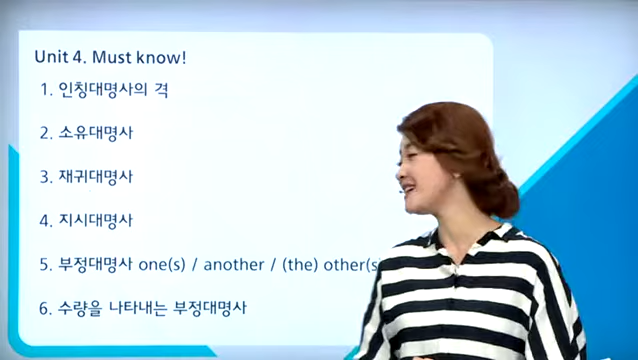 Unit 4. Must know!
1. 인칭대명사의 격
2. 소유대명사
3. 재귀대명사
4. 지시대명사
5. 부정대명사 one(s) / another / (the) other(s
6. 수량을 나타내는 부정대명사